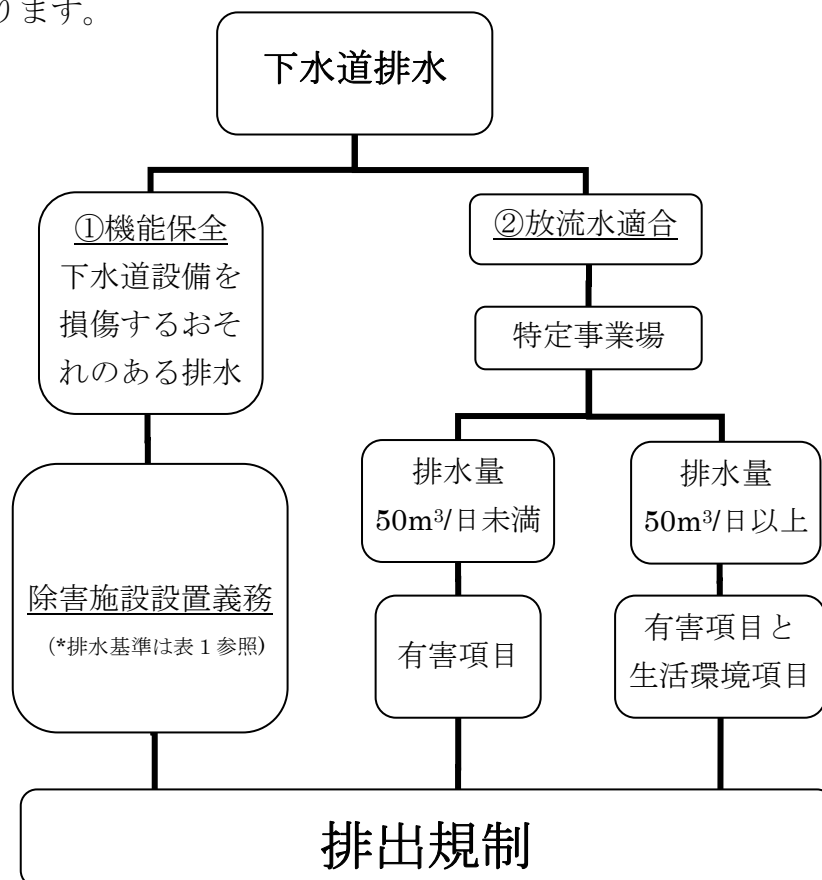 ります。
下水道排水
①機能保全
下水道設備を
損傷するおそ
れのある排水
②放流水適合
特定事業場
排水量
50m³/日未満
排水量
50m³/日以上
除害施設設置義務
(*排水基準は表１参照)
有害項目
有害項目と
生活環境項目
排出規制